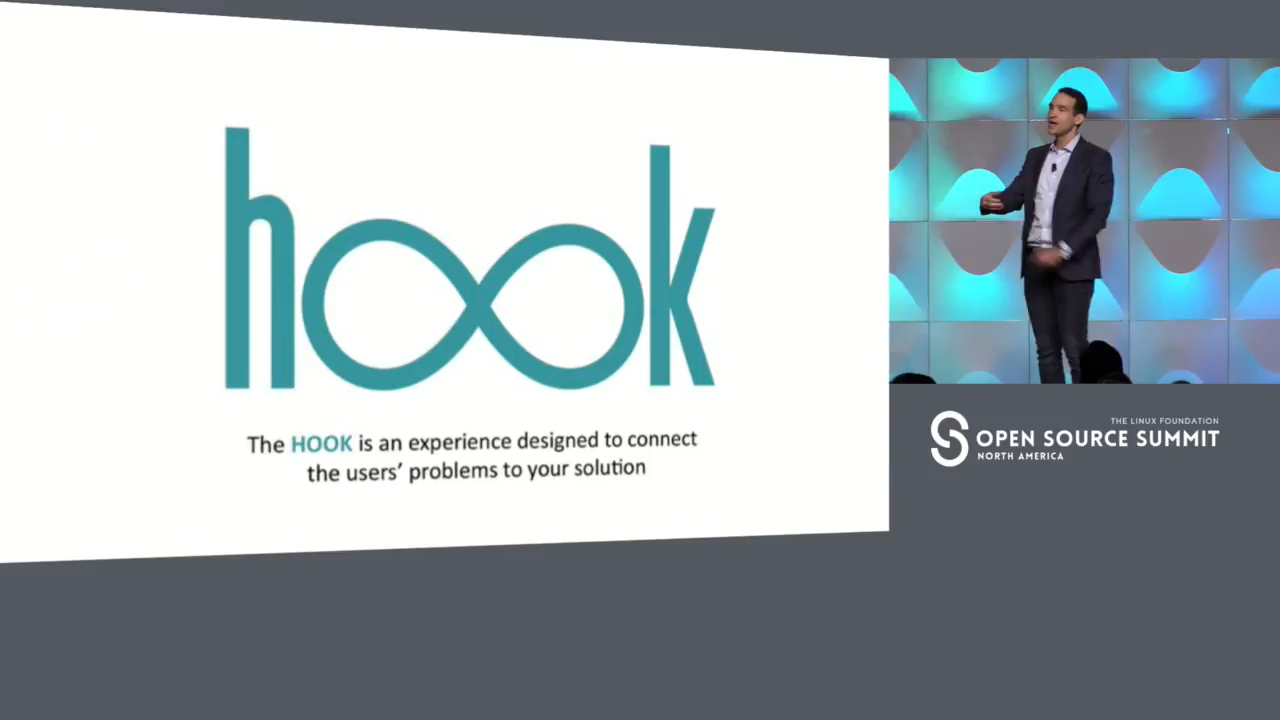 hook
The HOOK is an experience designed to connect
the users’ problems to your solution
THE LINUX FOUNDATION
OPEN SOURCE SUMMIT
NORTH AMERICA